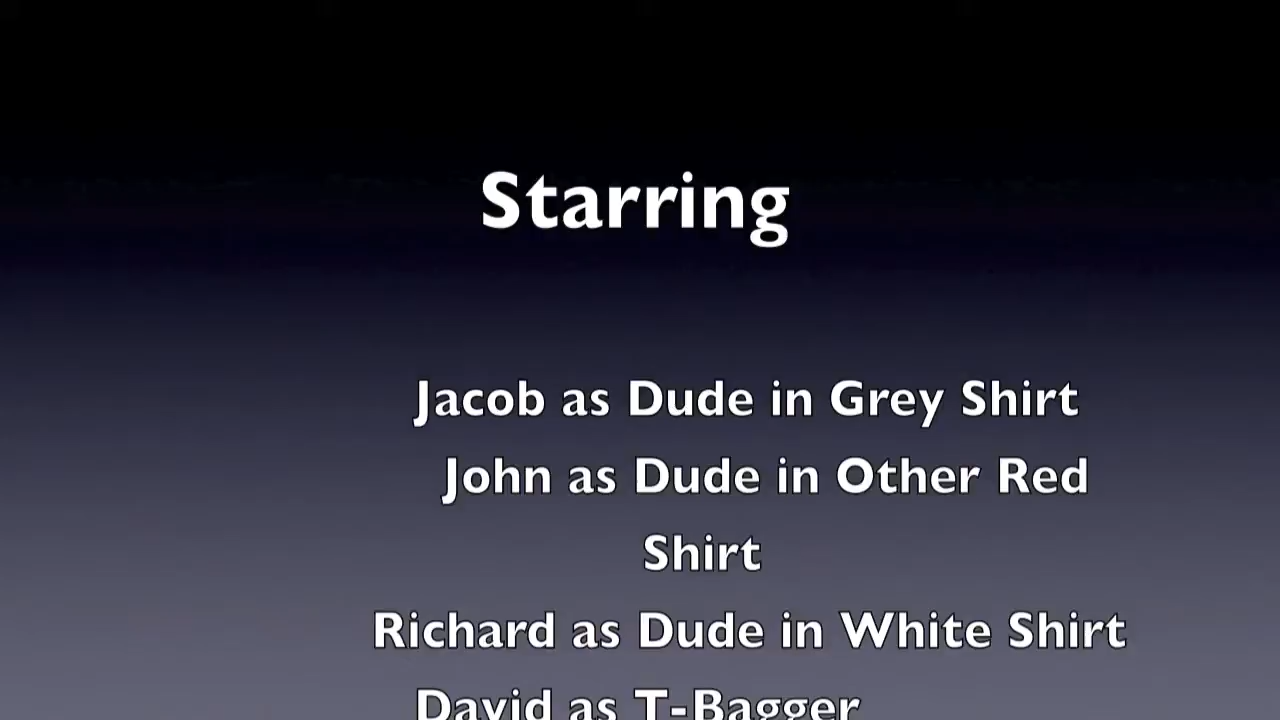 Starring
Jacob as Dude in Grey Shirt
John as Dude in Other Red
Shirt
Richard as Dude in White Shirt
David as T-Bagger